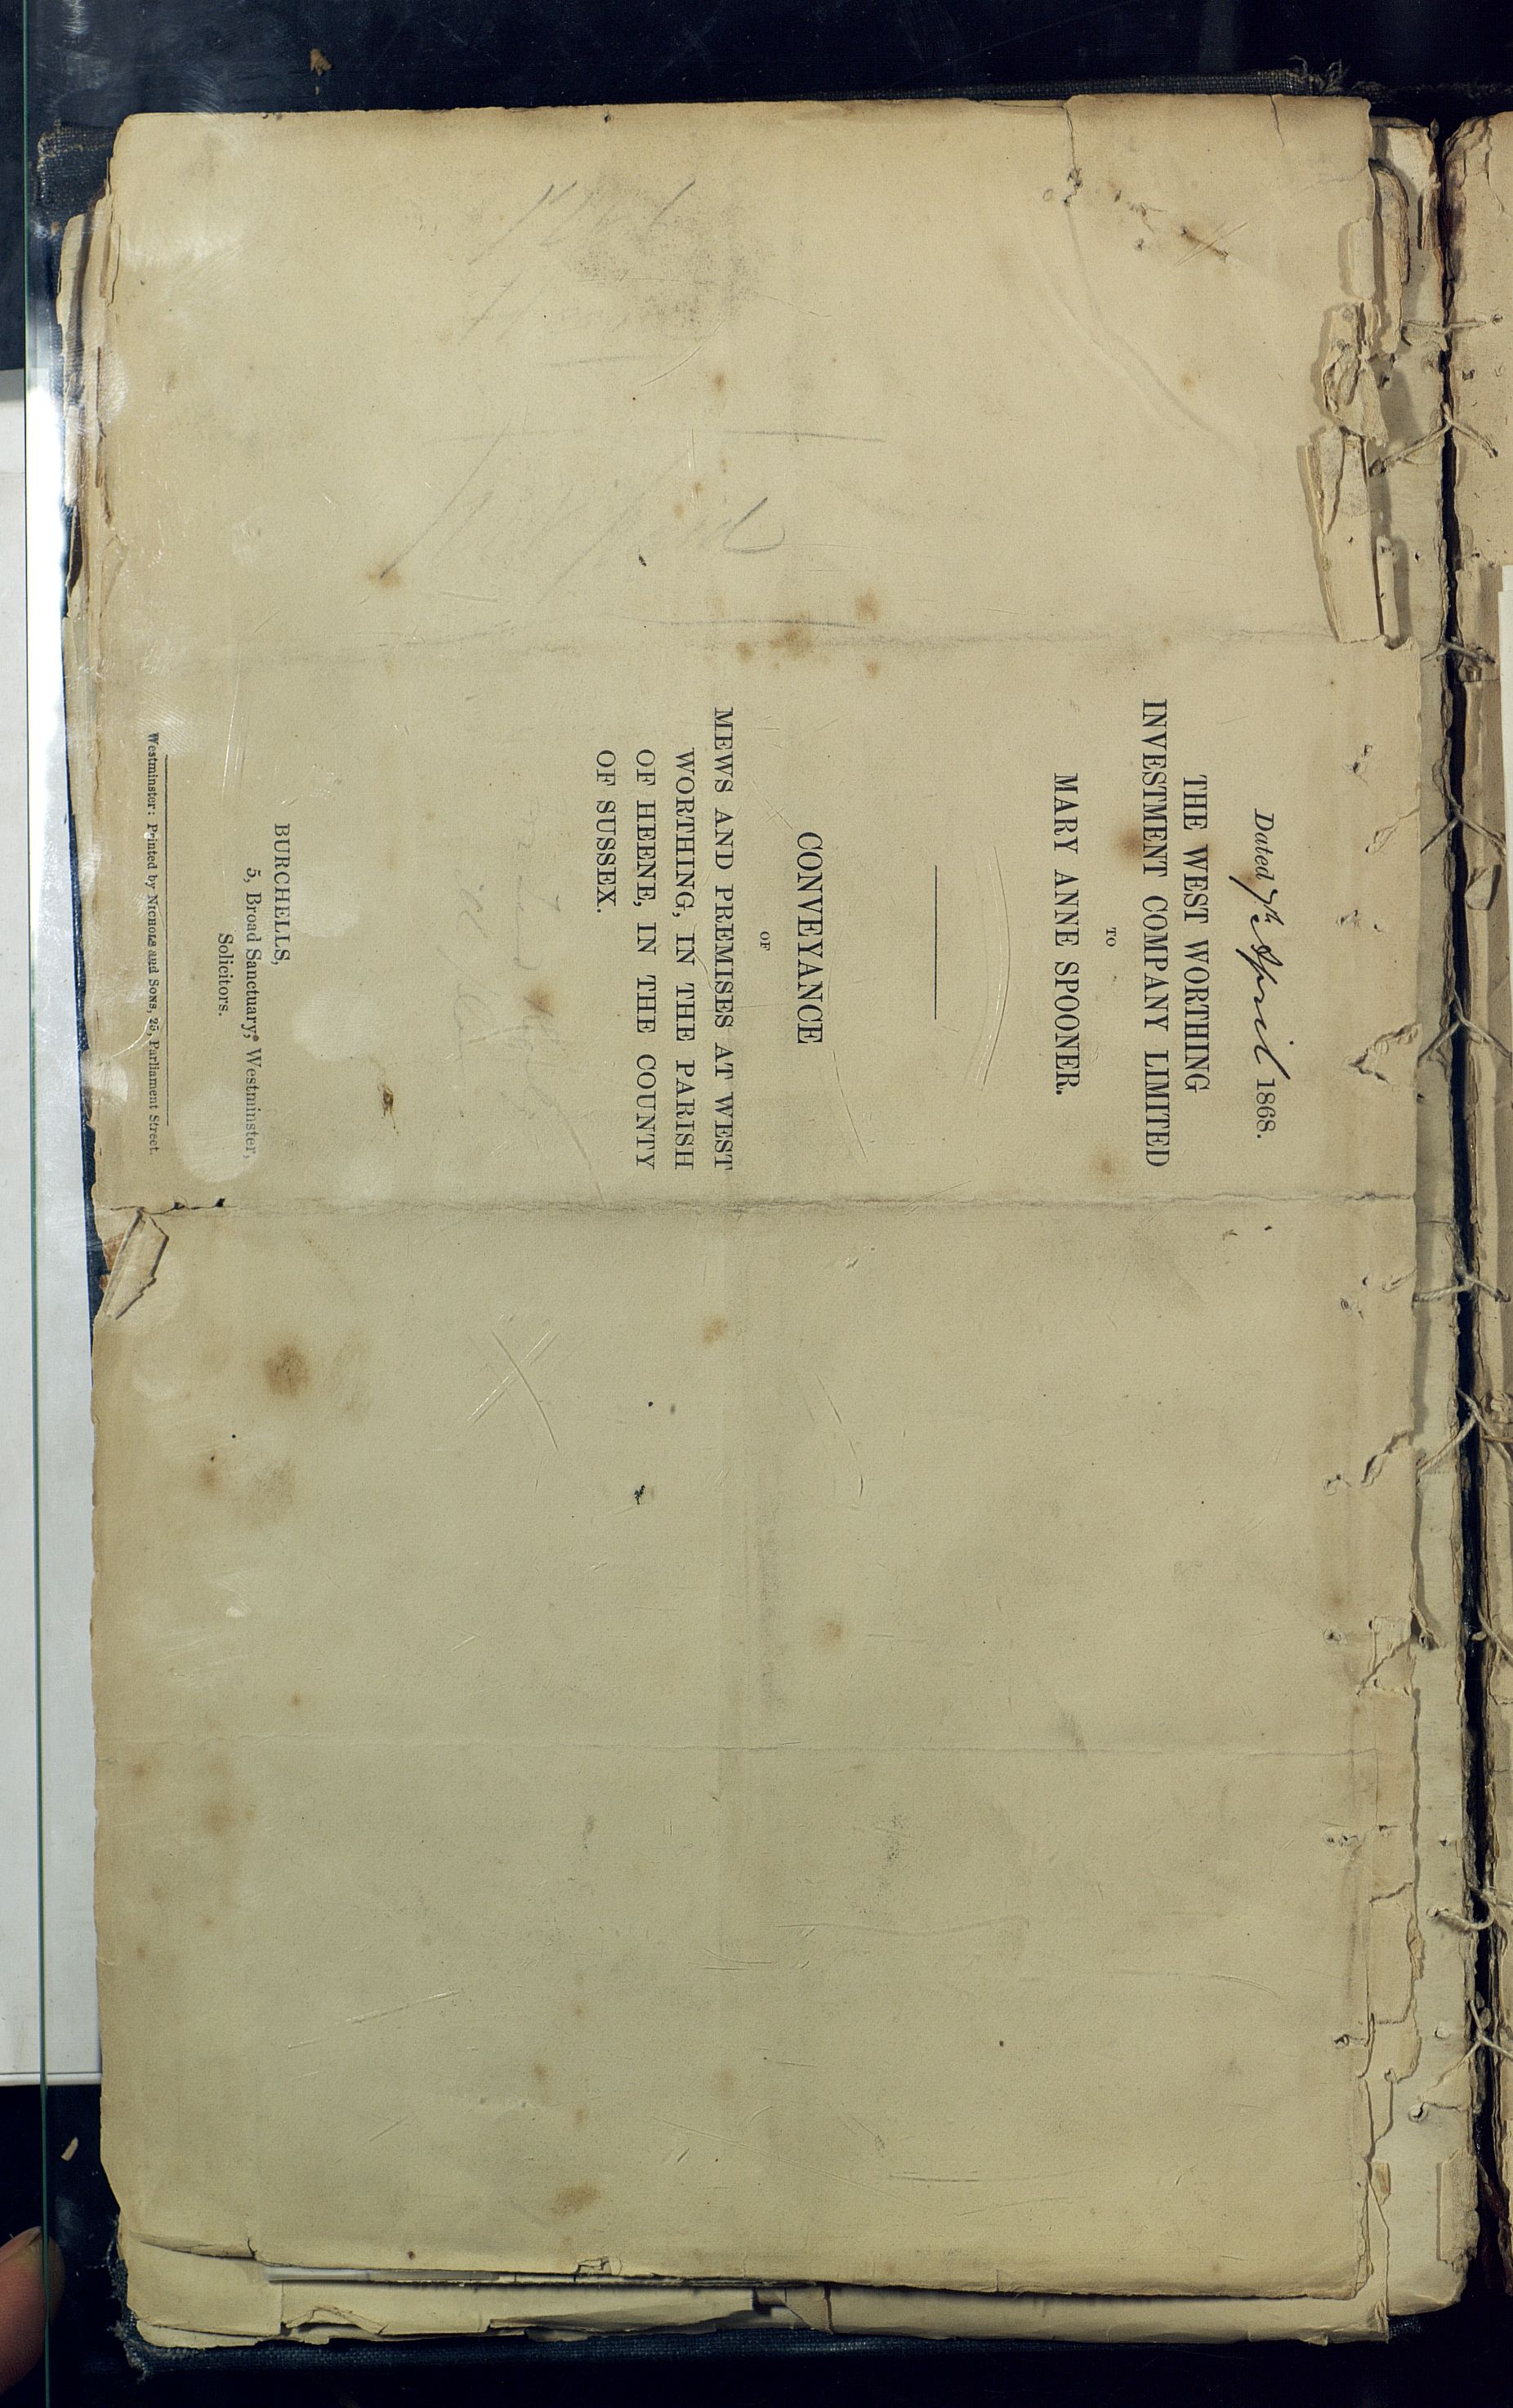 Dated 7th April 1868.
THE WEST WORTHING
INVESTMENT COMPANY LIMITED
TO
MARY ANNE SPOONER.
CONVEYANCE
OF
MEWS AND PREMISES AT WEST
WORTHING, IN THE PARISH
OF HEENE, IN THE COUNTY
OF SUSSEX.
BURCHELLS,
5, Broad Sanctuary, Westminster,
Solicitors.
Westminster: Printed by NICHOLS and SONS, 25, Parliament Street.